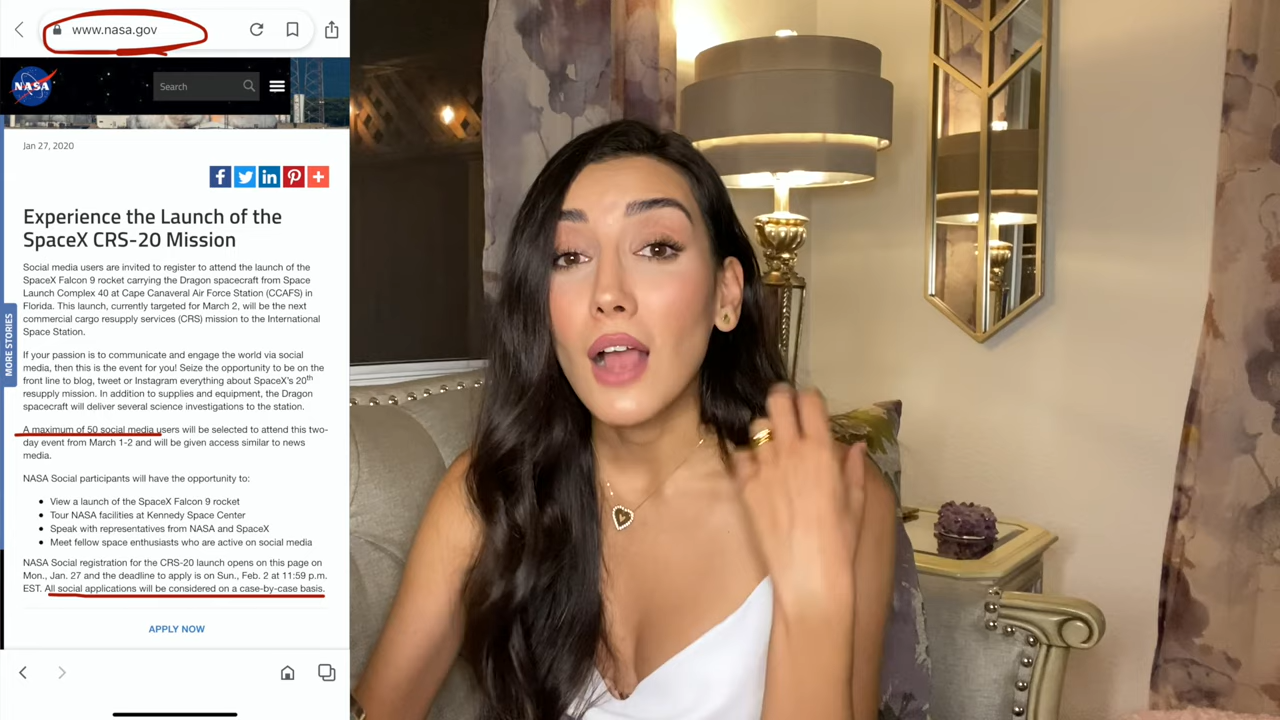 www.nasa.gov
NASA
Search
Jan 27, 2020
Experience the Launch of the
SpaceX CRS-20 Mission
Social media users are invited to register to attend the launch of the
SpaceX Falcon 9 rocket carrying the Dragon spacecraft from Space
Launch Complex 40 at Cape Canaveral Air Force Station (CCAFS) in
Florida. This launch, currently targeted for March 2, will be the next
commercial cargo resupply services (CRS) mission to the International
Space Station.
If your passion is to communicate and engage the world via social
media, then this is the event for you! Seize the opportunity to be on the
front line to blog, tweet or Instagram everything about SpaceX's 20th
resupply mission. In addition to supplies and equipment, the Dragon
spacecraft will deliver several science investigations to the station.
A maximum of 50 social media users will be selected to attend this two-
day event from March 1-2 and will be given access similar to news
media.
NASA Social participants will have the opportunity to:
• View a launch of the SpaceX Falcon 9 rocket
• Tour NASA facilities at Kennedy Space Center
• Speak with representatives from NASA and SpaceX
• Meet fellow space enthusiasts who are active on social media
NASA Social registration for the CRS-20 launch opens on this page on
Mon., Jan. 27 and the deadline to apply is on Sun., Feb. 2 at 11:59 p.m.
EST. All social applications will be considered on a case-by-case basis.
APPLY NOW
MORE STORIES